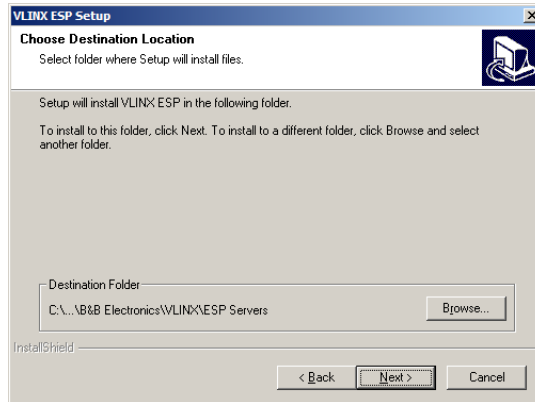 VLINX ESP Setup
Choose Destination Location
Select folder where Setup will install files.
Setup will install VLINX ESP in the following folder.
To install to this folder, click Next. To install to a different folder, click Browse and select
another folder.
Destination Folder
C:\...\B&B Electronics\VLINX\ESP Servers
Browse...
InstallShield
< Back
Next >
Cancel